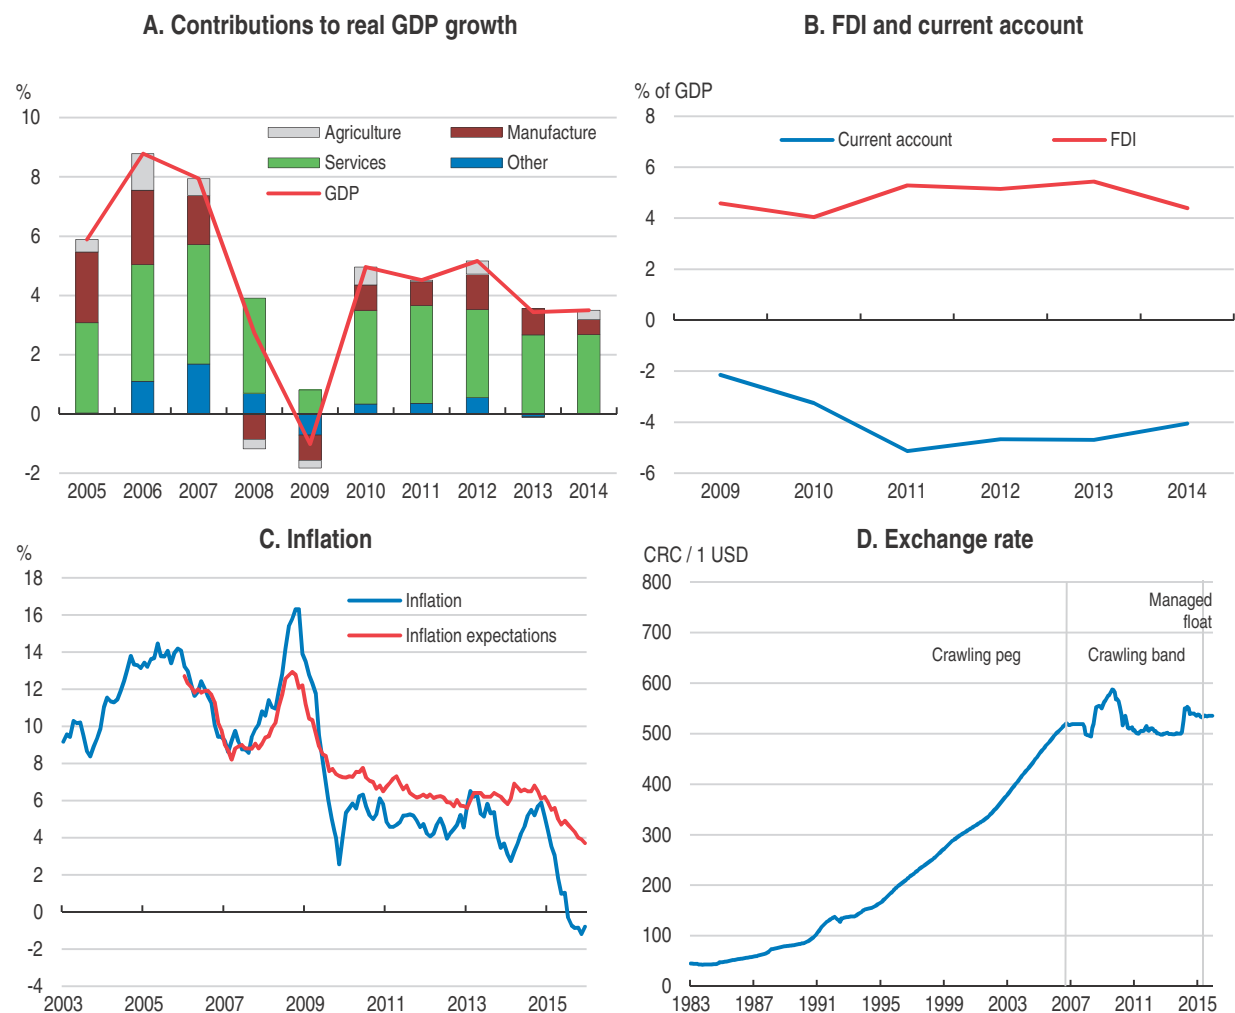 A. Contributions to real GDP growth
%
10
8
6
4
2
0
-2
Agriculture
Manufacture
Services
Other
GDP
2005 2006 2007 2008 2009 2010 2011 2012 2013 2014
B. FDI and current account
% of GDP
8
6
4
2
0
-2
-4
-6
Current account
FDI
2009 2010 2011 2012 2013 2014
C. Inflation
%
18
16
14
12
10
8
6
4
2
0
-2
-4
Inflation
Inflation expectations
2003 2005 2007 2009 2011 2013 2015
D. Exchange rate
CRC / 1 USD
800
700
600
500
400
300
200
100
0
Managed
float
Crawling peg
Crawling band
1983 1987 1991 1995 1999 2003 2007 2011 2015